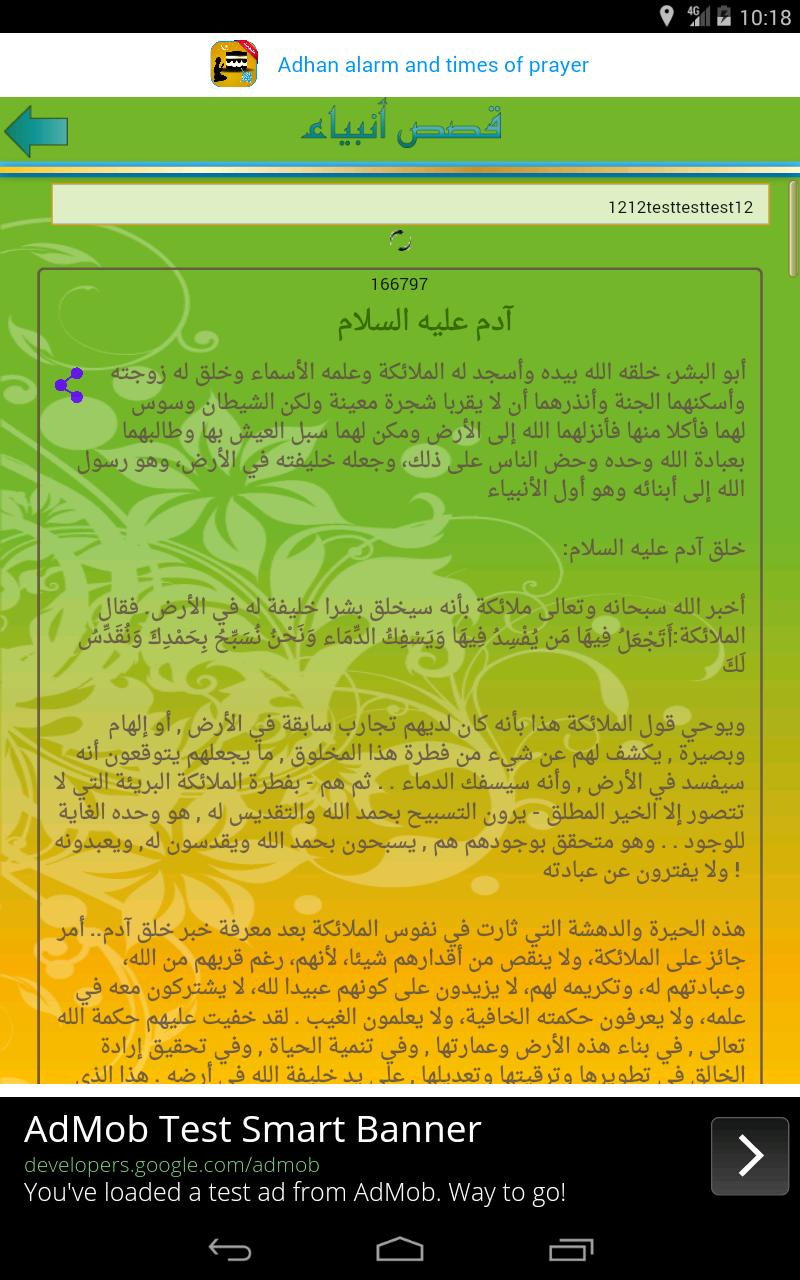 4G 10:18
Adhan alarm and times of prayer
قصص أنبياء
1212testtesttest12
166797
آدم عليه السلام
أبو البشر، خلقه الله بيده وأسجد له الملائكة وعلمه الأسماء وخلق له زوجته
وأسكنهما الجنة وأنذرهما أن لا يقربا شجرة معينة ولكن الشيطان وسوس
لهما فأكلا منها فأنزلهما الله إلى الأرض ومكن لهما سبل العيش بها وطالبهما
بعبادة الله وحده وحض الناس على ذلك، وجعله خليفته في الأرض، وهو رسول
الله إلى أبنائه وهو أول الأنبياء
خلق آدم عليه السلام:
أخبر الله سبحانه وتعالى ملائكة بأنه سيخلق بشرا خليفة له في الأرض. فقال
الملائكة:أَتَجْعَلُ فِيهَا مَن يُفْسِدُ فِيهَا وَيَسْفِكُ الدِّمَاء وَنَحْنُ نُسَبِّحُ بِحَمْدِكَ وَنُقَدِّسُ
لَكَ
ويوحي قول الملائكة هذا بأنه كان لديهم تجارب سابقة في الأرض , أو إلهام
وبصيرة , يكشف لهم عن شيء من فطرة هذا المخلوق , ما يجعلهم يتوقعون أنه
سيفسد في الأرض , وأنه سيسفك الدماء . . ثم هم - بفطرة الملائكة البريئة التي لا
تتصور إلا الخير المطلق - يرون التسبيح بحمد الله والتقديس له , هو وحده الغاية
للوجود . . وهو متحقق بوجودهم هم , يسبحون بحمد الله ويقدسون له, ويعبدونه
! ولا يفترون عن عبادته
هذه الحيرة والدهشة التي ثارت في نفوس الملائكة بعد معرفة خبر خلق آدم.. أمر
جائز على الملائكة، ولا ينقص من أقدارهم شيئا، لأنهم، رغم قربهم من الله،
وعبادتهم له، وتكريمه لهم، لا يزيدون على كونهم عبيدا لله، لا يشتركون معه في
علمه، ولا يعرفون حكمته الخافية، ولا يعلمون الغيب . لقد خفيت عليهم حكمة الله
تعالى , في بناء هذه الأرض وعمارتها , وفي تنمية الحياة , وفي تحقيق إرادة
الخالق في تطويرها وترقيتها وتعديلها , على يد خليفة الله في أرضه . هذا الذي
AdMob Test Smart Banner
developers.google.com/admob
You've loaded a test ad from AdMob. Way to go!